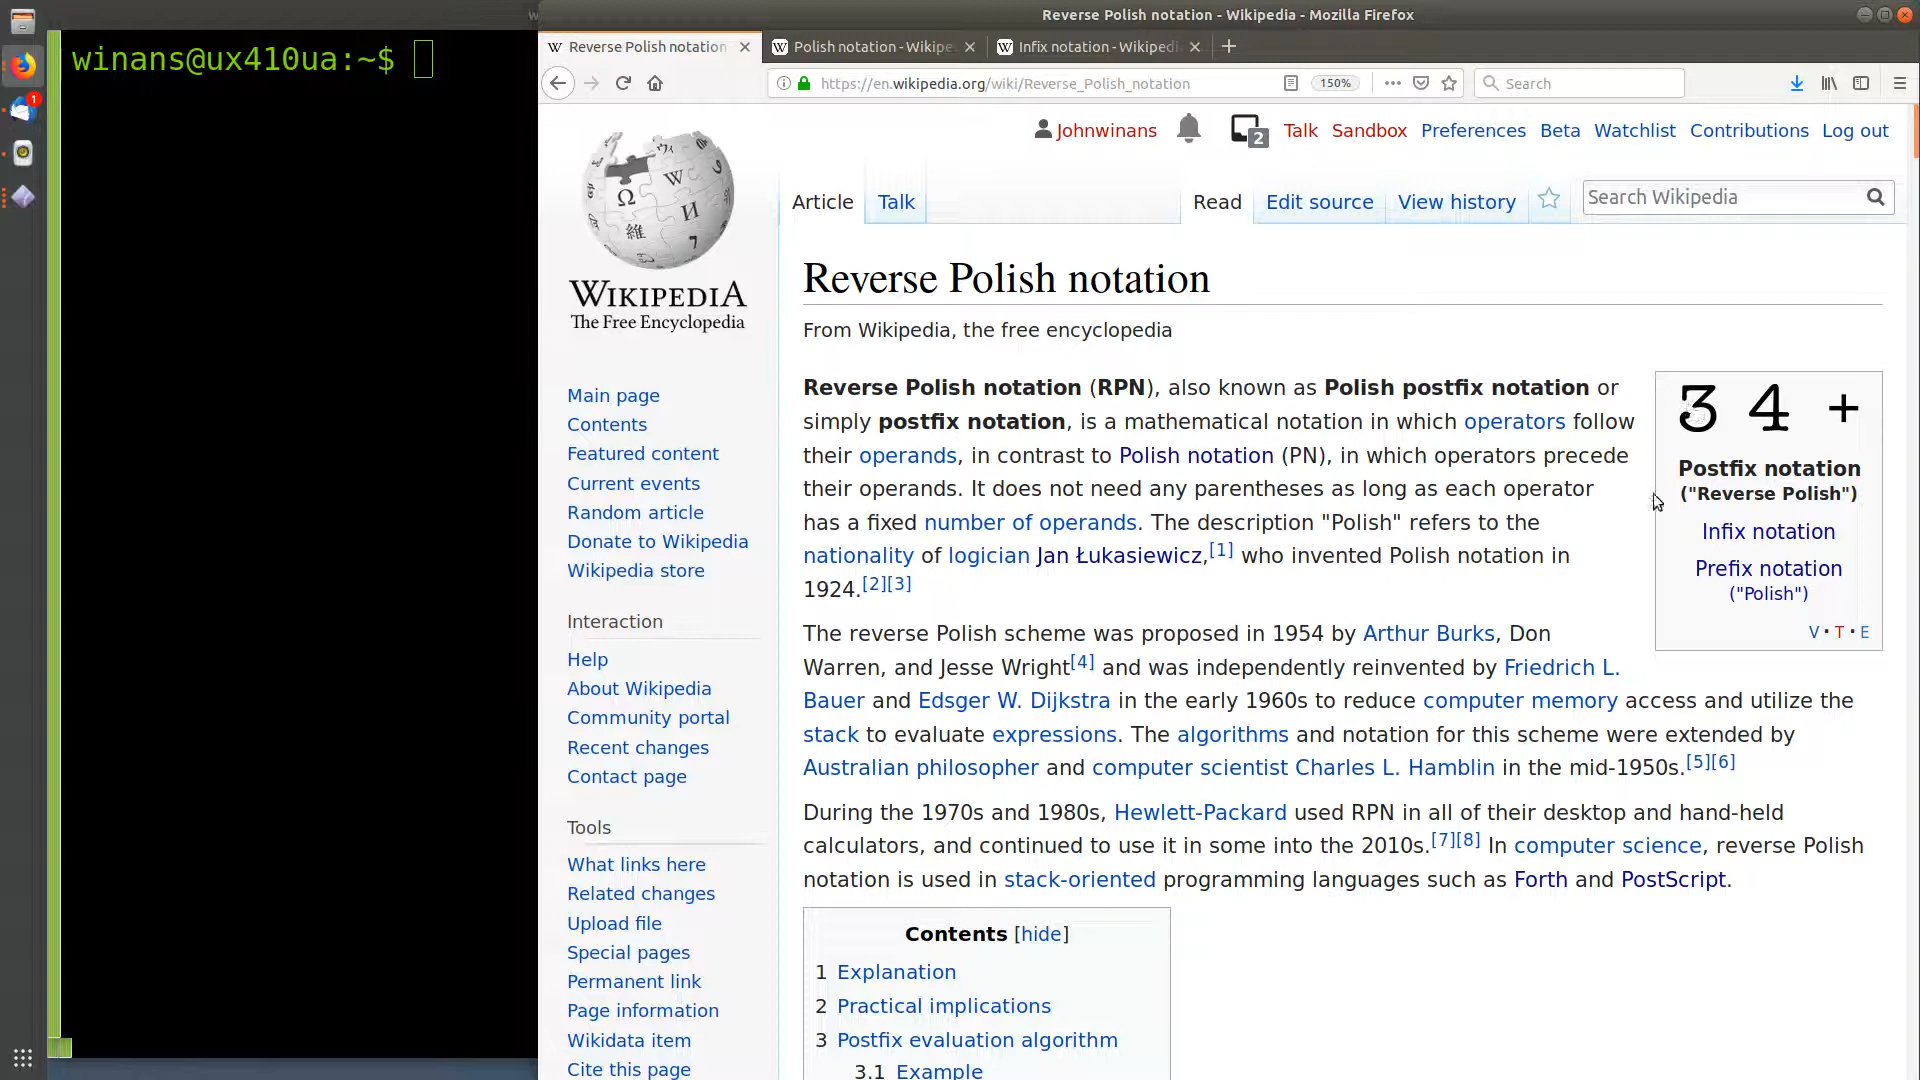 Reverse Polish notation - Wikipedia - Mozilla Firefox
1
winans@ux410ua:~$
Reverse Polish notation
Polish notation - Wikipe
Infix notation - Wikipedi
https://en.wikipedia.org/wiki/Reverse_Polish_notation
150%
Search
Johnwinans
2
Talk Sandbox Preferences Beta Watchlist Contributions Log out
WIKIPEDIA
The Free Encyclopedia
Article Talk Read Edit source View history
Search Wikipedia
Main page
Contents
Featured content
Current events
Random article
Donate to Wikipedia
Wikipedia store
Interaction
Help
About Wikipedia
Community portal
Recent changes
Contact page
Tools
What links here
Related changes
Upload file
Special pages
Permanent link
Page information
Wikidata item
Cite this page
Reverse Polish notation
From Wikipedia, the free encyclopedia
Reverse Polish notation (RPN), also known as Polish postfix notation or
simply postfix notation, is a mathematical notation in which operators follow
their operands, in contrast to Polish notation (PN), in which operators precede
their operands. It does not need any parentheses as long as each operator
has a fixed number of operands. The description "Polish" refers to the
nationality of logician Jan Łukasiewicz,[1] who invented Polish notation in
1924.[2][3]
3 4 +
Postfix notation
("Reverse Polish")
Infix notation
Prefix notation
("Polish")
V · T · E
The reverse Polish scheme was proposed in 1954 by Arthur Burks, Don
Warren, and Jesse Wright[4] and was independently reinvented by Friedrich L.
Bauer and Edsger W. Dijkstra in the early 1960s to reduce computer memory access and utilize the
stack to evaluate expressions. The algorithms and notation for this scheme were extended by
Australian philosopher and computer scientist Charles L. Hamblin in the mid-1950s.[5][6]
During the 1970s and 1980s, Hewlett-Packard used RPN in all of their desktop and hand-held
calculators, and continued to use it in some into the 2010s.[7][8] In computer science, reverse Polish
notation is used in stack-oriented programming languages such as Forth and PostScript.
Contents [hide]
1 Explanation
2 Practical implications
3 Postfix evaluation algorithm
3.1 Example